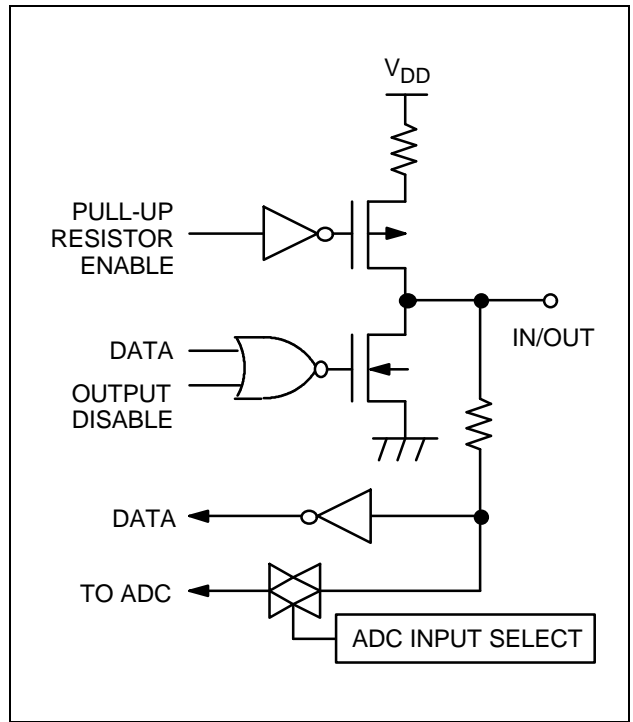 VDD
PULL-UP
RESISTOR
ENABLE
IN/OUT
DATA
OUTPUT
DISABLE
DATA
TO ADC
ADC INPUT SELECT